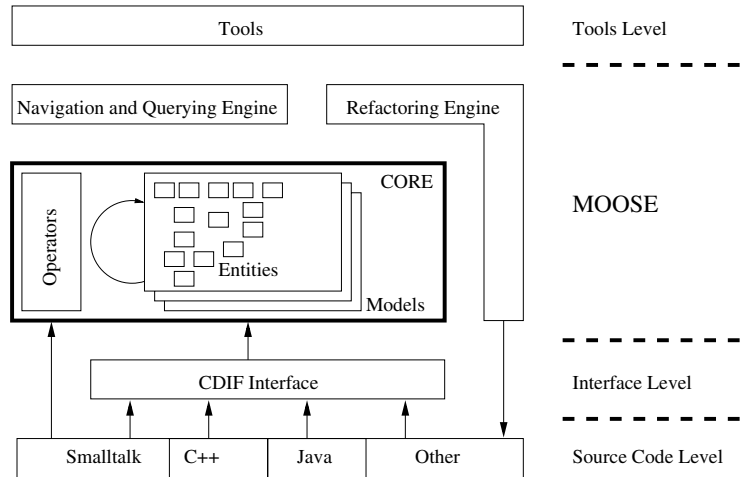 Tools
Tools Level
Navigation and Querying Engine
Refactoring Engine
CORE
MOOSE
Operators
Entities
Models
CDIF Interface
Interface Level
Smalltalk
C++
Java
Other
Source Code Level